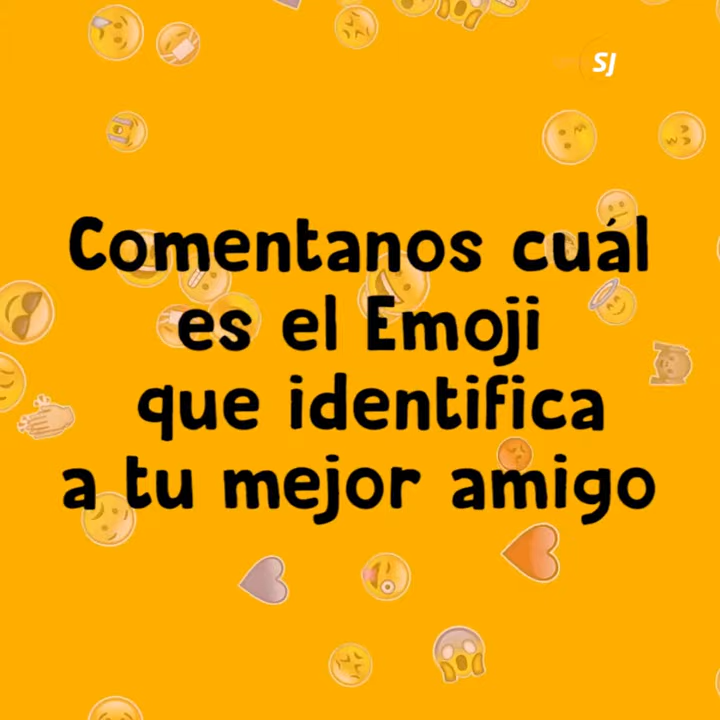 SJ
Comentanos cuál
es el Emoji
que identifica
a tu mejor amigo